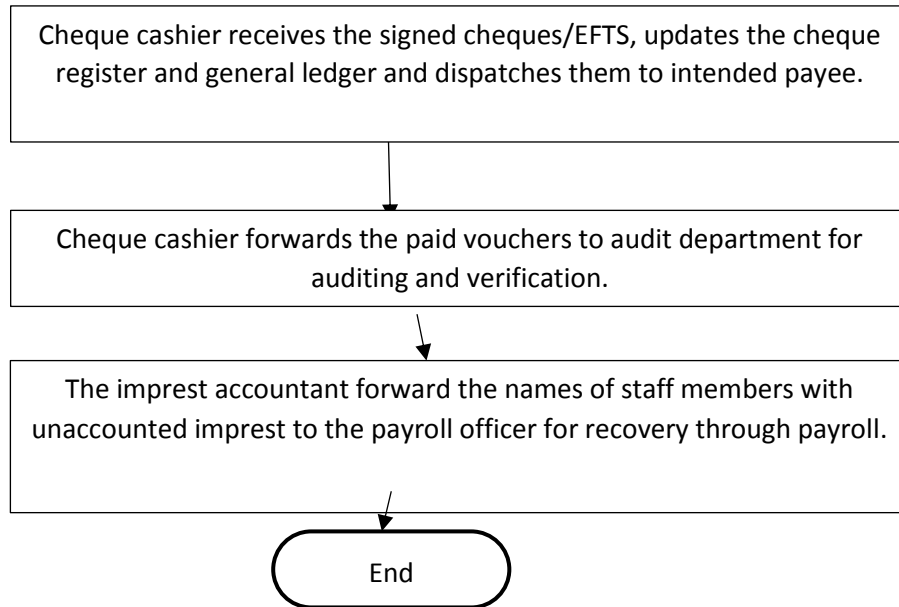 Cheque cashier receives the signed cheques/EFTS, updates the cheque
register and general ledger and dispatches them to intended payee.
Cheque cashier forwards the paid vouchers to audit department for
auditing and verification.
The imprest accountant forward the names of staff members with
unaccounted imprest to the payroll officer for recovery through payroll.
End